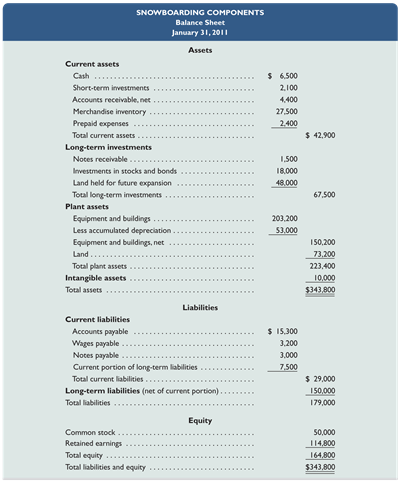 SNOWBOARDING COMPONENTS
Balance Sheet
January 31, 2011
Assets
Current assets
Cash $ 6,500
Short-term investments 2,100
Accounts receivable, net 4,400
Merchandise inventory 27,500
Prepaid expenses 2,400
Total current assets $ 42,900
Long-term investments
Notes receivable 1,500
Investments in stocks and bonds 18,000
Land held for future expansion 48,000
Total long-term investments 67,500
Plant assets
Equipment and buildings 203,200
Less accumulated depreciation 53,000
Equipment and buildings, net 150,200
Land 73,200
Total plant assets 223,400
Intangible assets 10,000
Total assets $343,800
Liabilities
Current liabilities
Accounts payable $ 15,300
Wages payable 3,200
Notes payable 3,000
Current portion of long-term liabilities 7,500
Total current liabilities $ 29,000
Long-term liabilities (net of current portion) 150,000
Total liabilities 179,000
Equity
Common stock 50,000
Retained earnings 114,800
Total equity 164,800
Total liabilities and equity $343,800